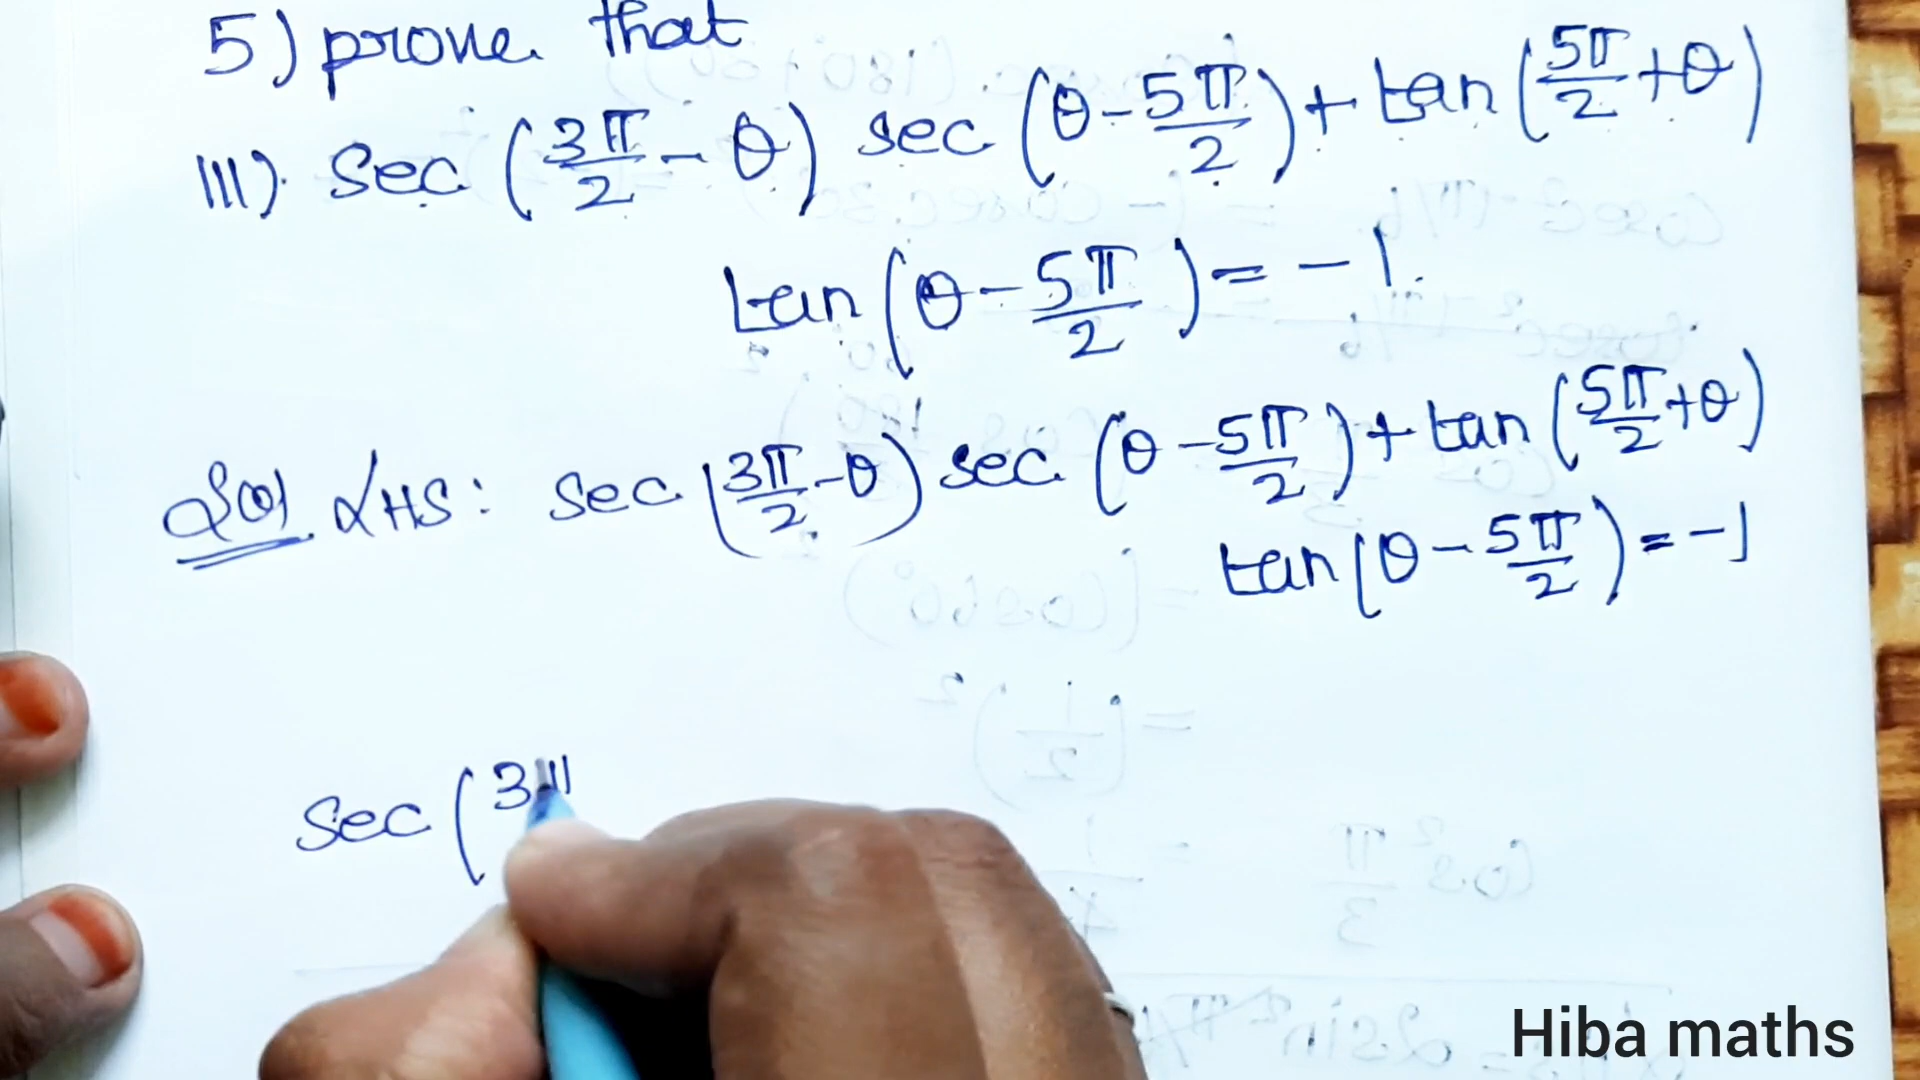 5) prove that
III). sec (3π/2 - θ) sec (θ - 5π/2) + tan (5π/2 + θ)
tan (θ - 5π/2) = -1.
Sol LHS: sec (3π/2 - θ) sec (θ - 5π/2) + tan (5π/2 + θ)
tan (θ - 5π/2) = -1
sec (3π
Hiba maths